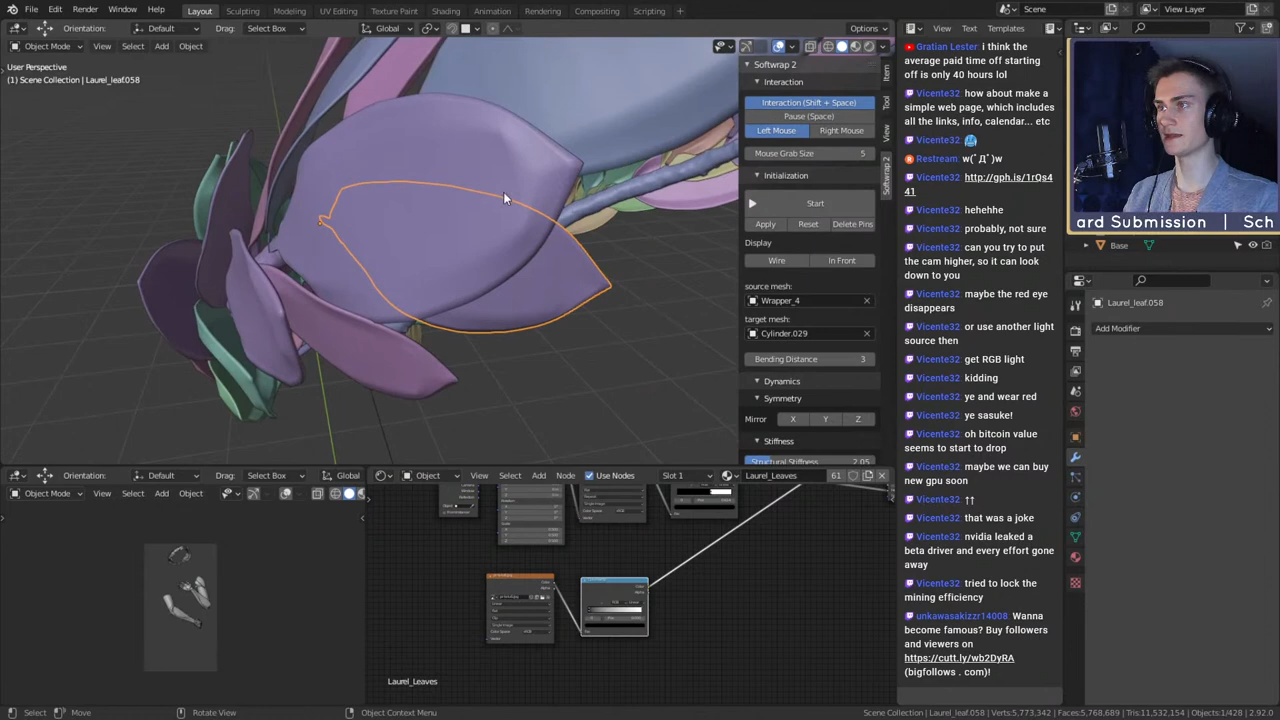 File Edit Render Window Help Layout Sculpting Modeling UV Editing Texture Paint Shading Animation Rendering Compositing Scripting + Scene View Layer
Orientation: Default Drag: Select Box Global Options View Templates
Object Mode View Select Add Object
User Perspective
(1) Scene Collection | Laurel_leaf.058
Softwrap 2
Interaction
Interaction (Shift + Space)
Pause (Space)
Left Mouse Right Mouse
Mouse Grab Size 5
Initialization
Start
Apply Reset Delete Pins
Display
Wire In Front
source mesh:
Wrapper_4
target mesh:
Cylinder.029
Bending Distance 3
Dynamics
Symmetry
Mirror X Y Z
Stiffness
Structural Stiffness 2.05
Item
Tool
View
Softwrap 2
Gratian Lester: i think the
average paid time off starting
off is only 40 hours lol
Vicente32: how about make a
simple web page, which includes
all the links, info, calendar... etc
Vicente32:
Restream: w(ﾟДﾟ)w
Vicente32:
http://gph.is/1rQs4
41
Vicente32: hehehhe
Vicente32: probably, not sure
Vicente32: can you try to put
the cam higher, so it can look
down to you
Vicente32: maybe the red eye
disappears
Vicente32: or use another light
source then
Vicente32: get RGB light
Vicente32: kidding
Vicente32: ye and wear red
Vicente32: ye sasuke!
Vicente32: oh bitcoin value
seems to start to drop
Vicente32: maybe we can buy
new gpu soon
Vicente32: ↑↑
Vicente32: that was a joke
Vicente32: nvidia leaked a
beta driver and every effort gone
away
Vicente32: tried to lock the
mining efficiency
unkawasakizzr14008: Wanna
become famous? Buy followers
and viewers on
https://cutt.ly/wb2DyRA
(bigfollows . com)!
ard Submission | Sch
Base
Laurel_leaf.058
Add Modifier
Orientation: Default Drag: Select Box Global
Object Mode View Select Add Object
Object View Select Add Node Use Nodes Slot 1 Laurel_Leaves 61
Laurel_Leaves
Select Move Rotate View Object Context Menu Scene Collection | Laurel_leaf.058 | Verts:5,773,342 | Faces:5,768,689 | Tris:11,532,154 | Objects:1/428 | 2.92.0